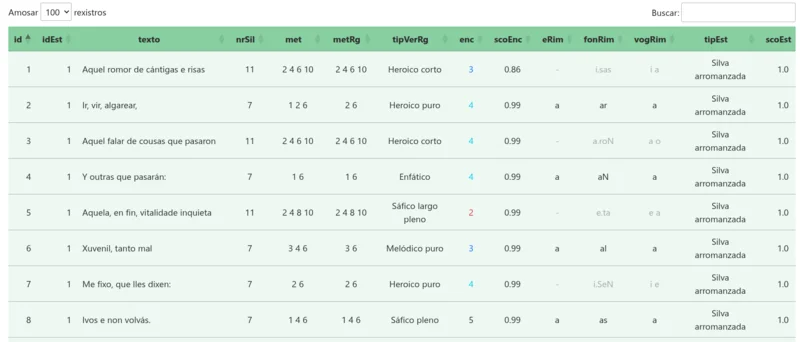 Amosar 100 rexistros Buscar:
id idEst texto nrSil met metRg tipVerRg enc scoEnc eRim fonRim vogRim tipEst scoEst
1 1 Aquel romor de cántigas e risas 11 2 4 6 10 2 4 6 10 Heroico corto 3 0.86 - i.sas i a Silva arromanzada 1.0
2 1 Ir, vir, algarear, 7 1 2 6 2 6 Heroico puro 4 0.99 a ar a Silva arromanzada 1.0
3 1 Aquel falar de cousas que pasaron 11 2 4 6 10 2 4 6 10 Heroico corto 4 0.99 - a.roN a o Silva arromanzada 1.0
4 1 Y outras que pasarán: 7 1 6 1 6 Enfático 4 0.99 a aN a Silva arromanzada 1.0
5 1 Aquela, en fin, vitalidade inquieta 11 2 4 8 10 2 4 8 10 Sáfico largo pleno 2 0.99 - e.ta e a Silva arromanzada 1.0
6 1 Xuvenil, tanto mal 7 3 4 6 3 6 Melódico puro 3 0.99 a al a Silva arromanzada 1.0
7 1 Me fixo, que lles dixen: 7 2 6 2 6 Heroico puro 4 0.99 - i.SeN i e Silva arromanzada 1.0
8 1 Ivos e non volvás. 7 1 4 6 1 4 6 Sáfico pleno 5 0.99 a as a Silva arromanzada 1.0